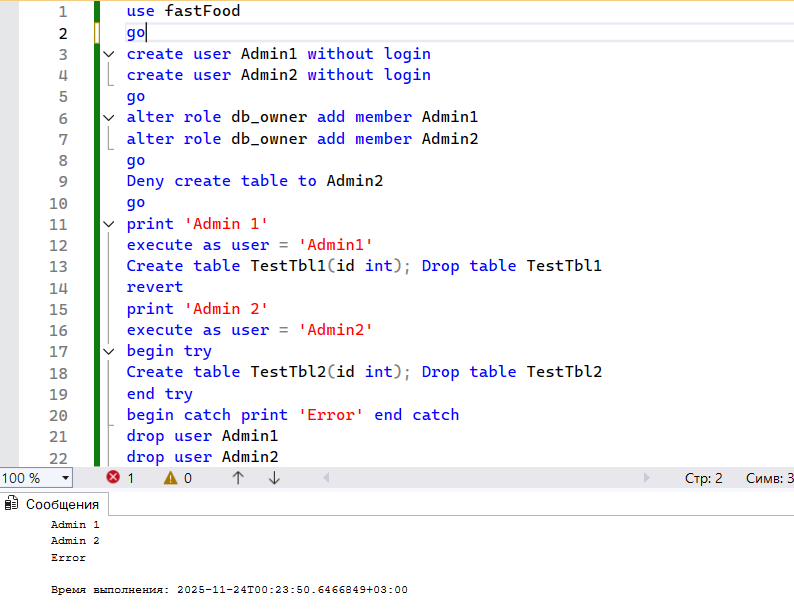 1 use fastFood
2 go
3 create user Admin1 without login
4 create user Admin2 without login
5 go
6 alter role db_owner add member Admin1
7 alter role db_owner add member Admin2
8 go
9 Deny create table to Admin2
10 go
11 print 'Admin 1'
12 execute as user = 'Admin1'
13 Create table TestTbl1(id int); Drop table TestTbl1
14 revert
15 print 'Admin 2'
16 execute as user = 'Admin2'
17 begin try
18 Create table TestTbl2(id int); Drop table TestTbl2
19 end try
20 begin catch print 'Error' end catch
21 drop user Admin1
22 drop user Admin2
100 % 1 0 Стр: 2 Симв: 3
Сообщения
Admin 1
Admin 2
Error
Время выполнения: 2025-11-24T00:23:50.6466849+03:00